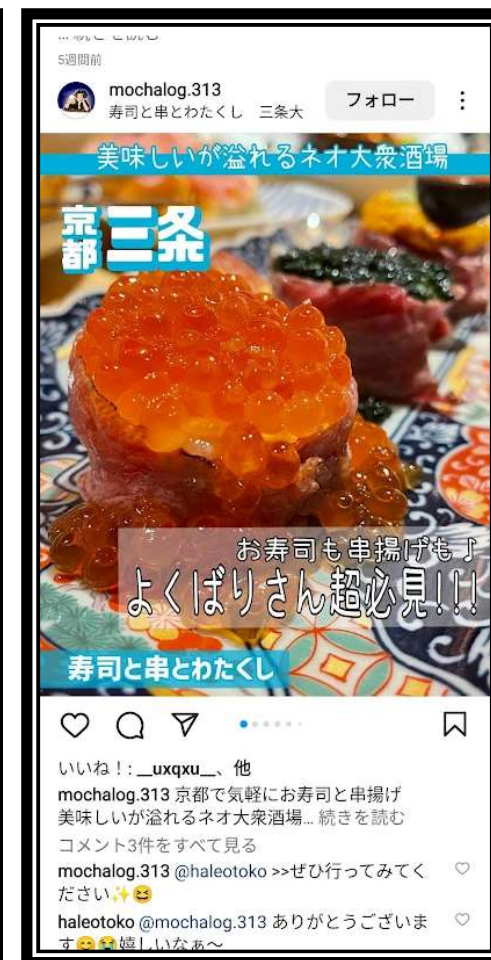 5週間前
mochalog.313
寿司と串とわたくし 三条大
フォロー
美味しいが溢れるネオ大衆酒場
京都三条
お寿司も串揚げも♪
よくばりさん超必見!!!
寿司と串とわたくし
いいね！: __uxqxu__、他
mochalog.313 京都で気軽にお寿司と串揚げ
美味しいが溢れるネオ大衆酒場... 続きを読む
コメント3件をすべて見る
mochalog.313 @haleotoko >>ぜひ行ってみてく
ださい✨😆
haleotoko @mochalog.313 ありがとうございま
す😊😭嬉しいなぁ〜